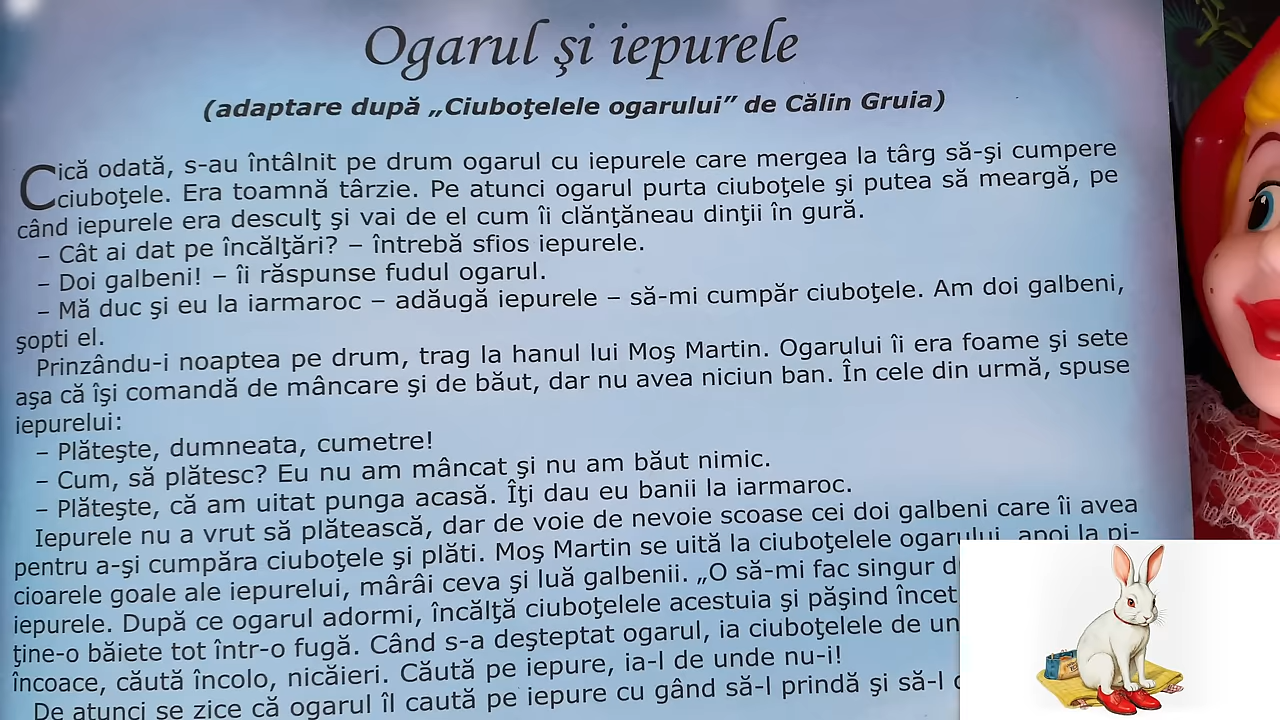 Ogarul şi iepurele
(adaptare după „Ciuboţelele ogarului” de Călin Gruia)
Cică odată, s-au întâlnit pe drum ogarul cu iepurele care mergea la târg să-şi cumpere
ciuboţele. Era toamnă târzie. Pe atunci ogarul purta ciuboţele şi putea să meargă, pe
când iepurele era desculţ şi vai de el cum îi clănţăneau dinţii în gură.
– Cât ai dat pe încălţări? – întrebă sfios iepurele.
– Doi galbeni! – îi răspunse fudul ogarul.
– Mă duc şi eu la iarmaroc – adăugă iepurele – să-mi cumpăr ciuboţele. Am doi galbeni,
şopti el.
Prinzându-i noaptea pe drum, trag la hanul lui Moş Martin. Ogarului îi era foame şi sete
aşa că îşi comandă de mâncare şi de băut, dar nu avea niciun ban. În cele din urmă, spuse
iepurelui:
– Plăteşte, dumneata, cumetre!
– Cum, să plătesc? Eu nu am mâncat şi nu am băut nimic.
– Plăteşte, că am uitat punga acasă. Îţi dau eu banii la iarmaroc.
Iepurele nu a vrut să plătească, dar de voie de nevoie scoase cei doi galbeni care îi avea
pentru a-şi cumpăra ciuboţele şi plăti. Moş Martin se uită la ciuboţelele ogarului, apoi la pi-
cioarele goale ale iepurelui, mârâi ceva şi luă galbenii. „O să-mi fac singur
iepurele. După ce ogarul adormi, încălţă ciuboţelele acestuia şi păşind încet
ţine-o băiete tot într-o fugă. Când s-a deşteptat ogarul, ia ciuboţelele de un
încoace, căută încolo, nicăieri. Căută pe iepure, ia-l de unde nu-i!
De atunci se zice că ogarul îl caută pe iepure cu gând să-l prindă şi să-l